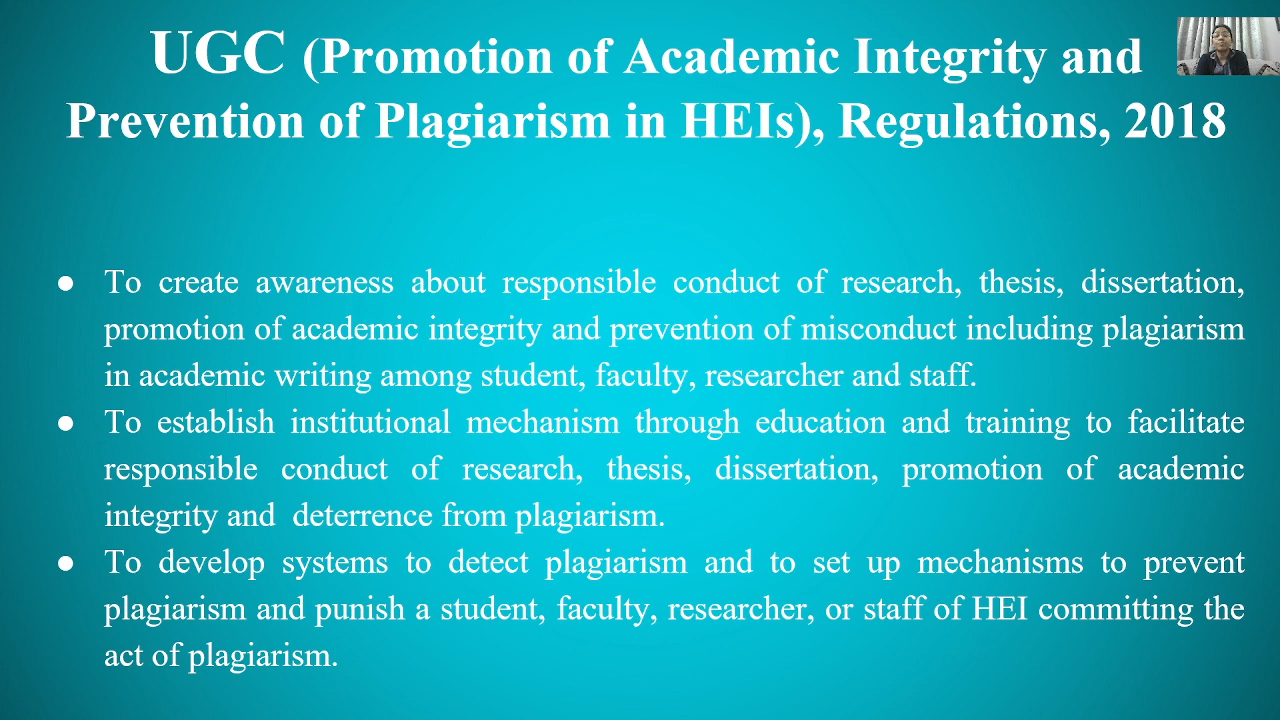 UGC (Promotion of Academic Integrity and
Prevention of Plagiarism in HEIs), Regulations, 2018
● To create awareness about responsible conduct of research, thesis, dissertation,
promotion of academic integrity and prevention of misconduct including plagiarism
in academic writing among student, faculty, researcher and staff.
● To establish institutional mechanism through education and training to facilitate
responsible conduct of research, thesis, dissertation, promotion of academic
integrity and  deterrence from plagiarism.
● To develop systems to detect plagiarism and to set up mechanisms to prevent
plagiarism and punish a student, faculty, researcher, or staff of HEI committing the
act of plagiarism.